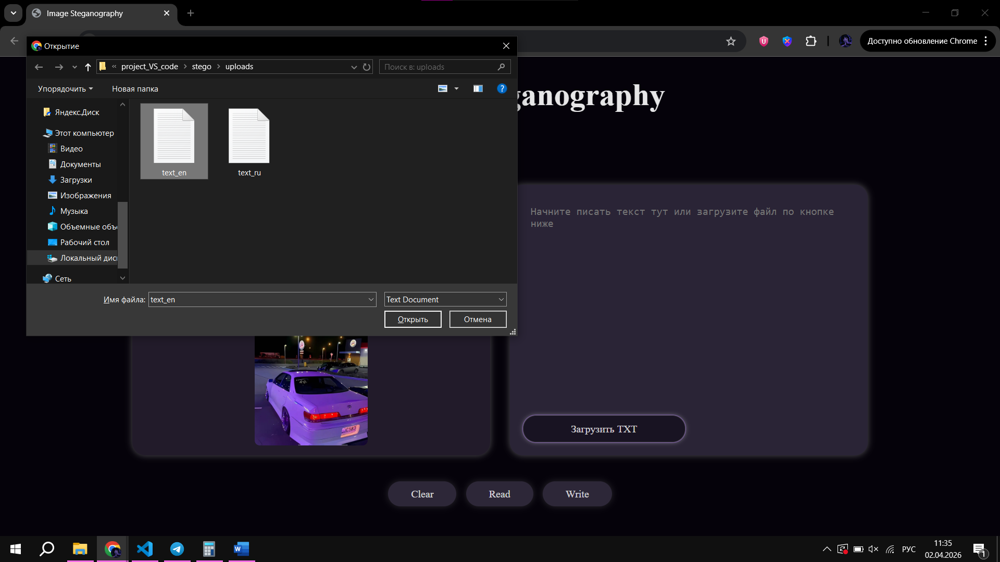 Image Steganography
Доступно обновление Chrome
Открытие
« project_VS_code > stego > uploads
Поиск в: uploads
Упорядочить
Новая папка
ganography
Яндекс.Диск
Этот компьютер
Видео
Документы
Загрузки
Изображения
Музыка
Объемные объ
Рабочий стол
Локальный дис
Сеть
text_en
text_ru
Имя файла:
text_en
Text Document
Открыть
Отмена
Начните писать текст тут или загрузите файл по кнопке
ниже
Загрузить TXT
Clear
Read
Write
РУС
11:35
02.04.2026
1